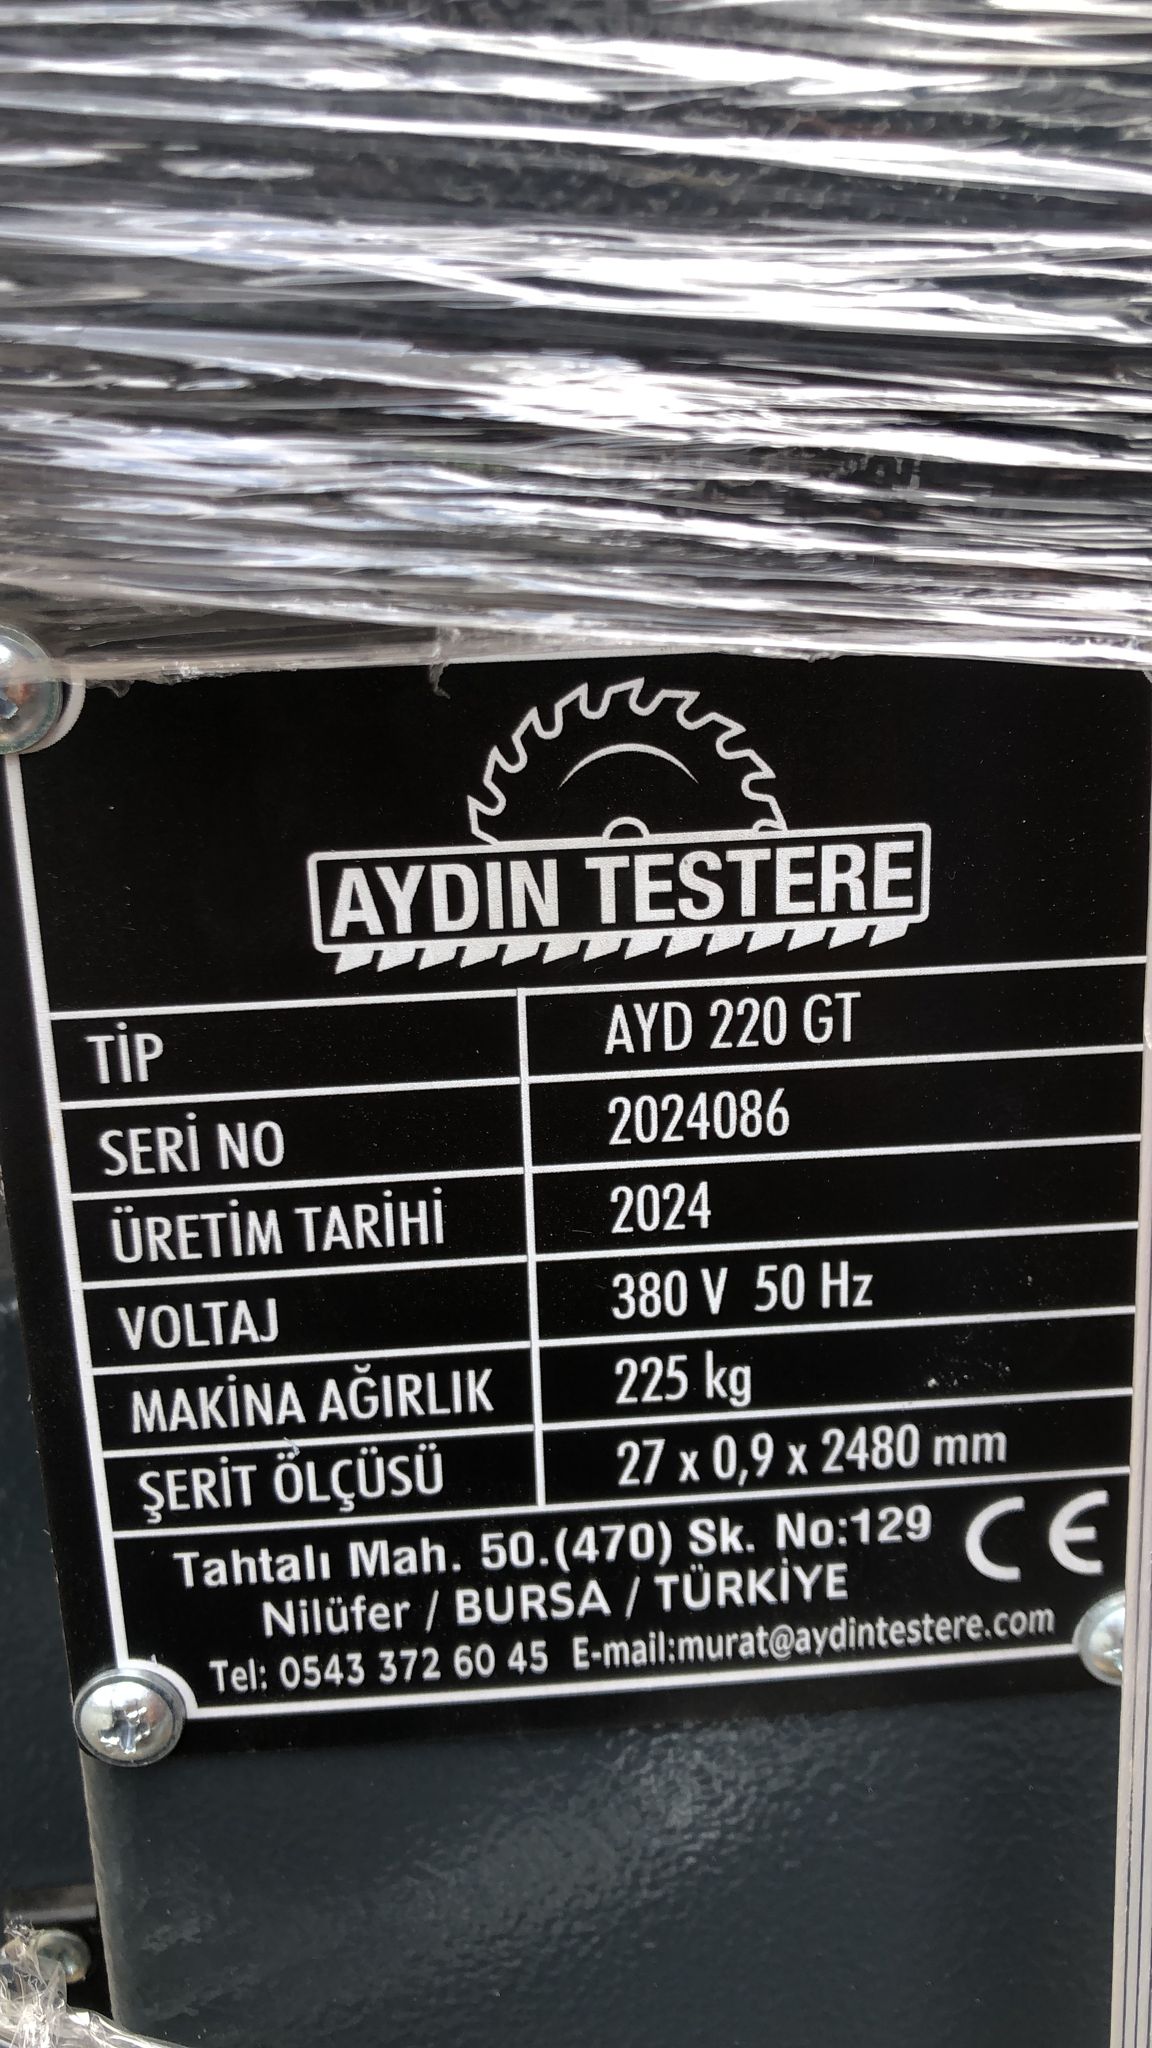 AYDIN TESTERE
TİP AYD 220 GT
SERİ NO 2024086
ÜRETİM TARİHİ 2024
VOLTAJ 380 V 50 Hz
MAKİNA AĞIRLIK 225 kg
ŞERİT ÖLÇÜSÜ 27 x 0,9 x 2480 mm
Tahtalı Mah. 50.(470) Sk. No:129 CE
Nilüfer / BURSA / TÜRKİYE
Tel: 0543 372 60 45 E-mail:murat@aydintestere.com